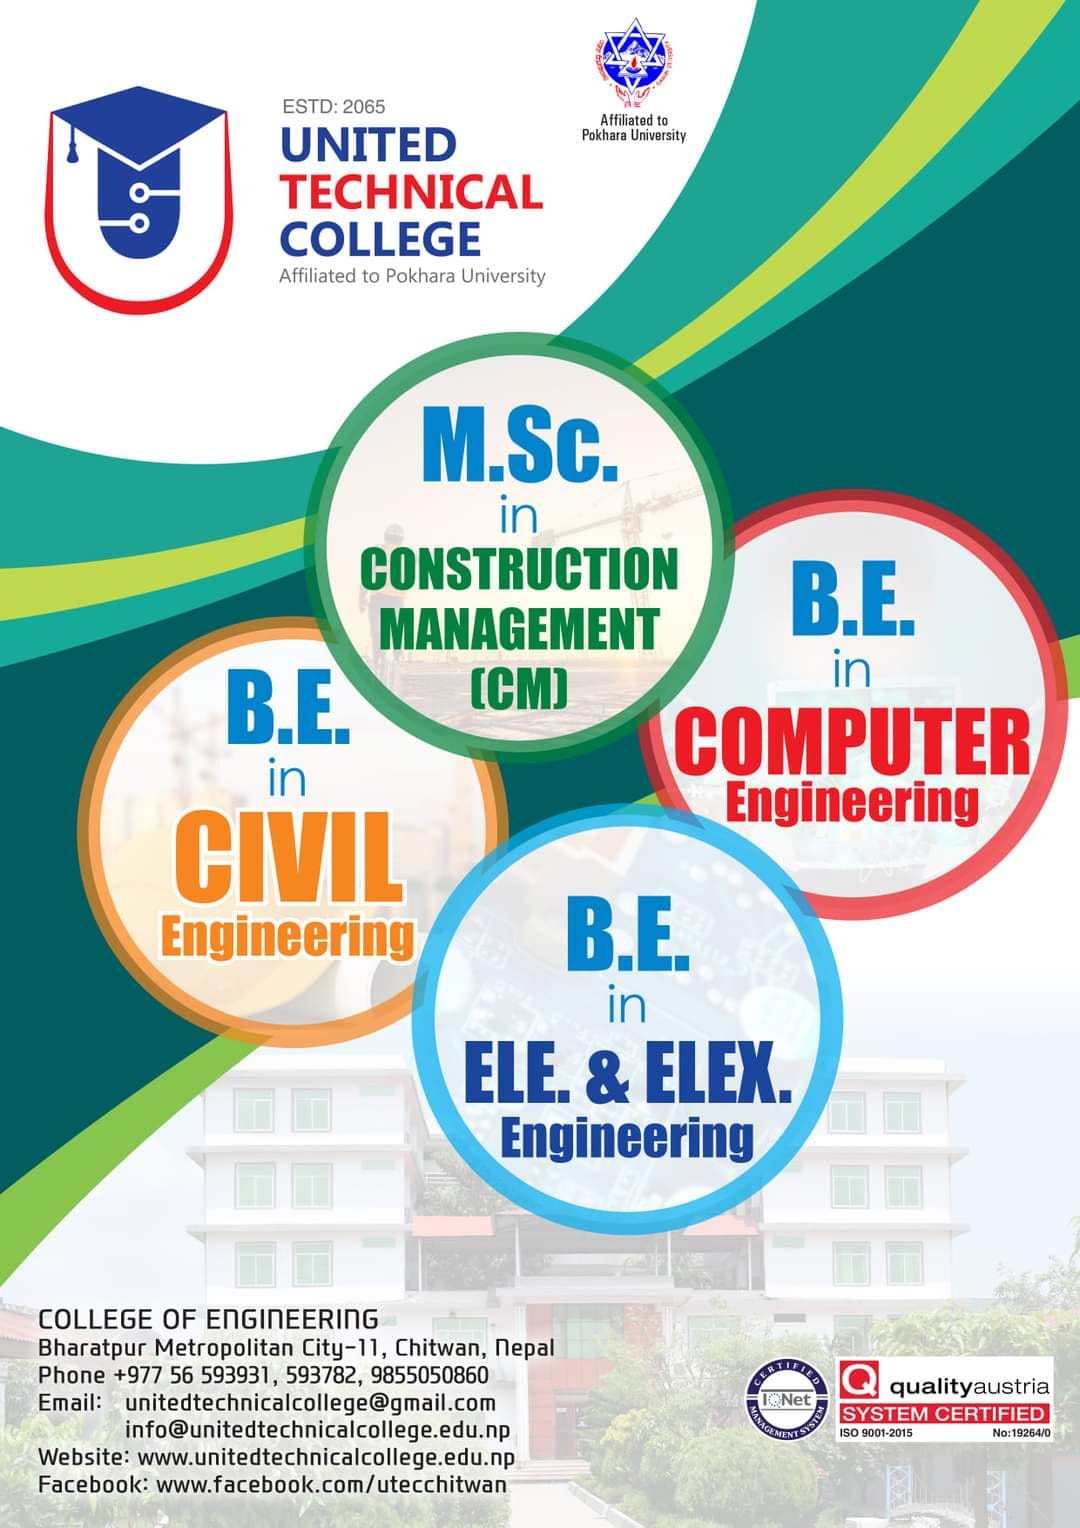 ESTD: 2065
UNITED
TECHNICAL
COLLEGE
Affiliated to Pokhara University
Affiliated to
Pokhara University
M.Sc.
in
CONSTRUCTION
MANAGEMENT
(CM)
B.E.
in
COMPUTER
Engineering
B.E.
in
CIVIL
Engineering
B.E.
in
ELE. & ELEX.
Engineering
COLLEGE OF ENGINEERING
Bharatpur Metropolitan City-11, Chitwan, Nepal
Phone +977 56 593931, 593782, 9855050860
Email: unitedtechnicalcollege@gmail.com
info@unitedtechnicalcollege.edu.np
Website: www.unitedtechnicalcollege.edu.np
Facebook: www.facebook.com/utecchitwan
CERTIFIED
IQNet
MANAGEMENT SYSTEM
Q qualityaustria
SYSTEM CERTIFIED
ISO 9001-2015 No:19264/0